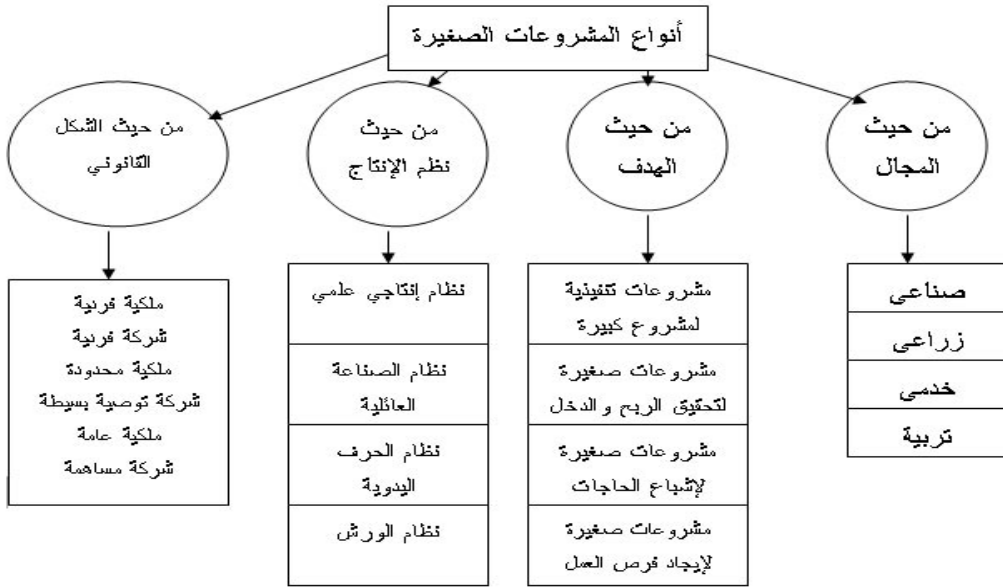 أنواع المشروعات الصغيرة
من حيث
المجال
من حيث
الهدف
من حيث
نظم الإنتاج
من حيث الشكل
القانوني
صناعى
زراعى
خدمى
تربية
مشروعات تنفيذية
لمشروع كبيرة
مشروعات صغيرة
لتحقيق الربح والدخل
مشروعات صغيرة
لإشباع الحاجات
مشروعات صغيرة
لإيجاد فرص العمل
نظام إنتاجي علمي
نظام الصناعة
العائلية
نظام الحرف
اليدوية
نظام الورش
ملكية فردية
شركة فردية
ملكية محدودة
شركة توصية بسيطة
ملكية عامة
شركة مساهمة